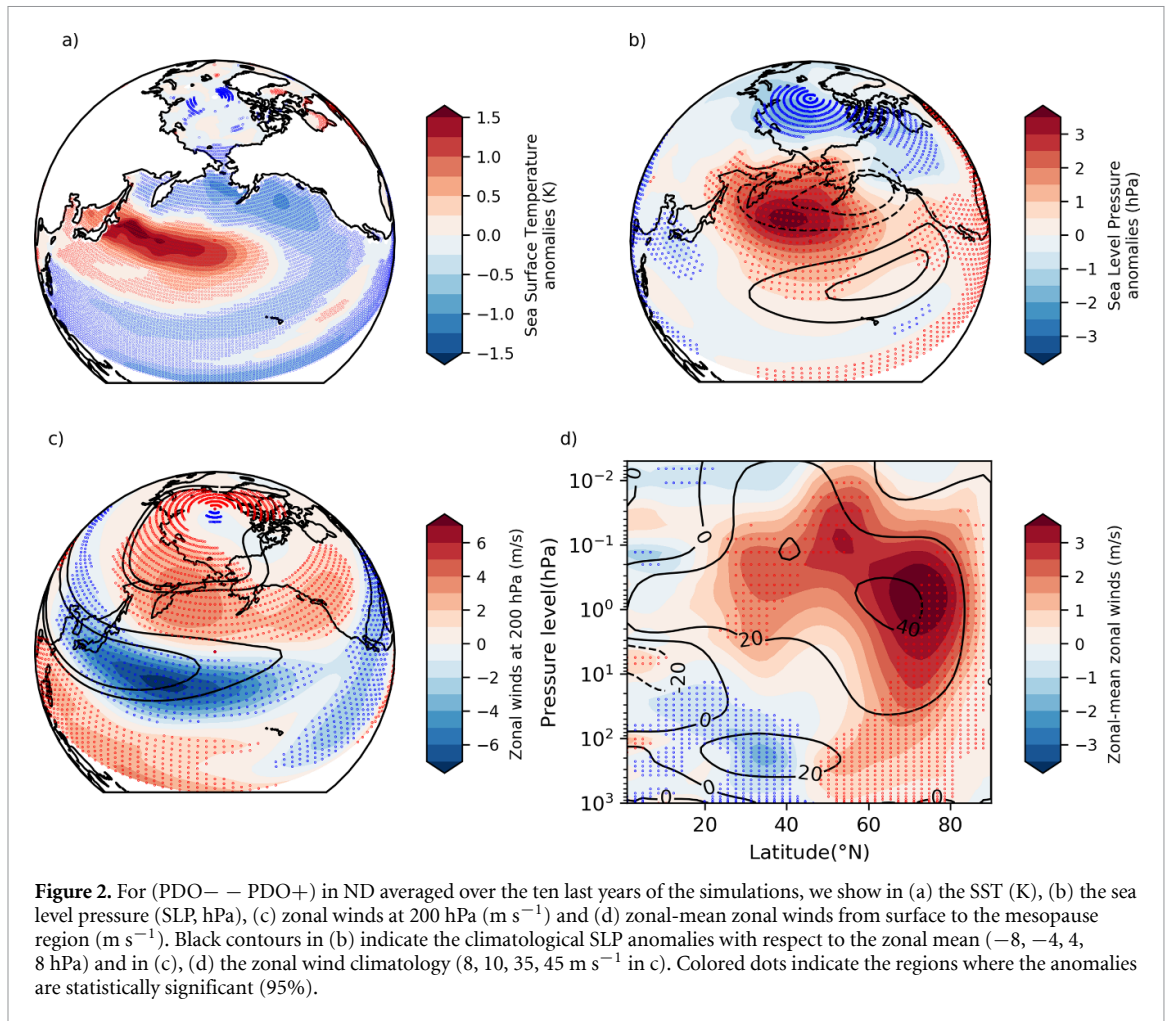 a)
1.5
1.0
0.5
0.0
−0.5
−1.0
−1.5
Sea Surface Temperature
anomalies (K)
b)
3
2
1
0
−1
−2
−3
Sea Level Pressure
anomalies (hPa)
c)
6
4
2
0
−2
−4
−6
Zonal winds at 200 hPa (m/s)
d)
Pressure level(hPa)
10⁻²
10⁻¹
10⁰
10¹
10²
10³
0
0
20
40
-20
0
20
0
0
0
20
40
60
80
Latitude(°N)
3
2
1
0
−1
−2
−3
Zonal-mean zonal winds (m/s)
Figure 2. For (PDO− − PDO+) in ND averaged over the ten last years of the simulations, we show in (a) the SST (K), (b) the sea
level pressure (SLP, hPa), (c) zonal winds at 200 hPa (m s⁻¹) and (d) zonal-mean zonal winds from surface to the mesopause
region (m s⁻¹). Black contours in (b) indicate the climatological SLP anomalies with respect to the zonal mean (−8, −4, 4,
8 hPa) and in (c), (d) the zonal wind climatology (8, 10, 35, 45 m s⁻¹ in c). Colored dots indicate the regions where the anomalies
are statistically significant (95%).